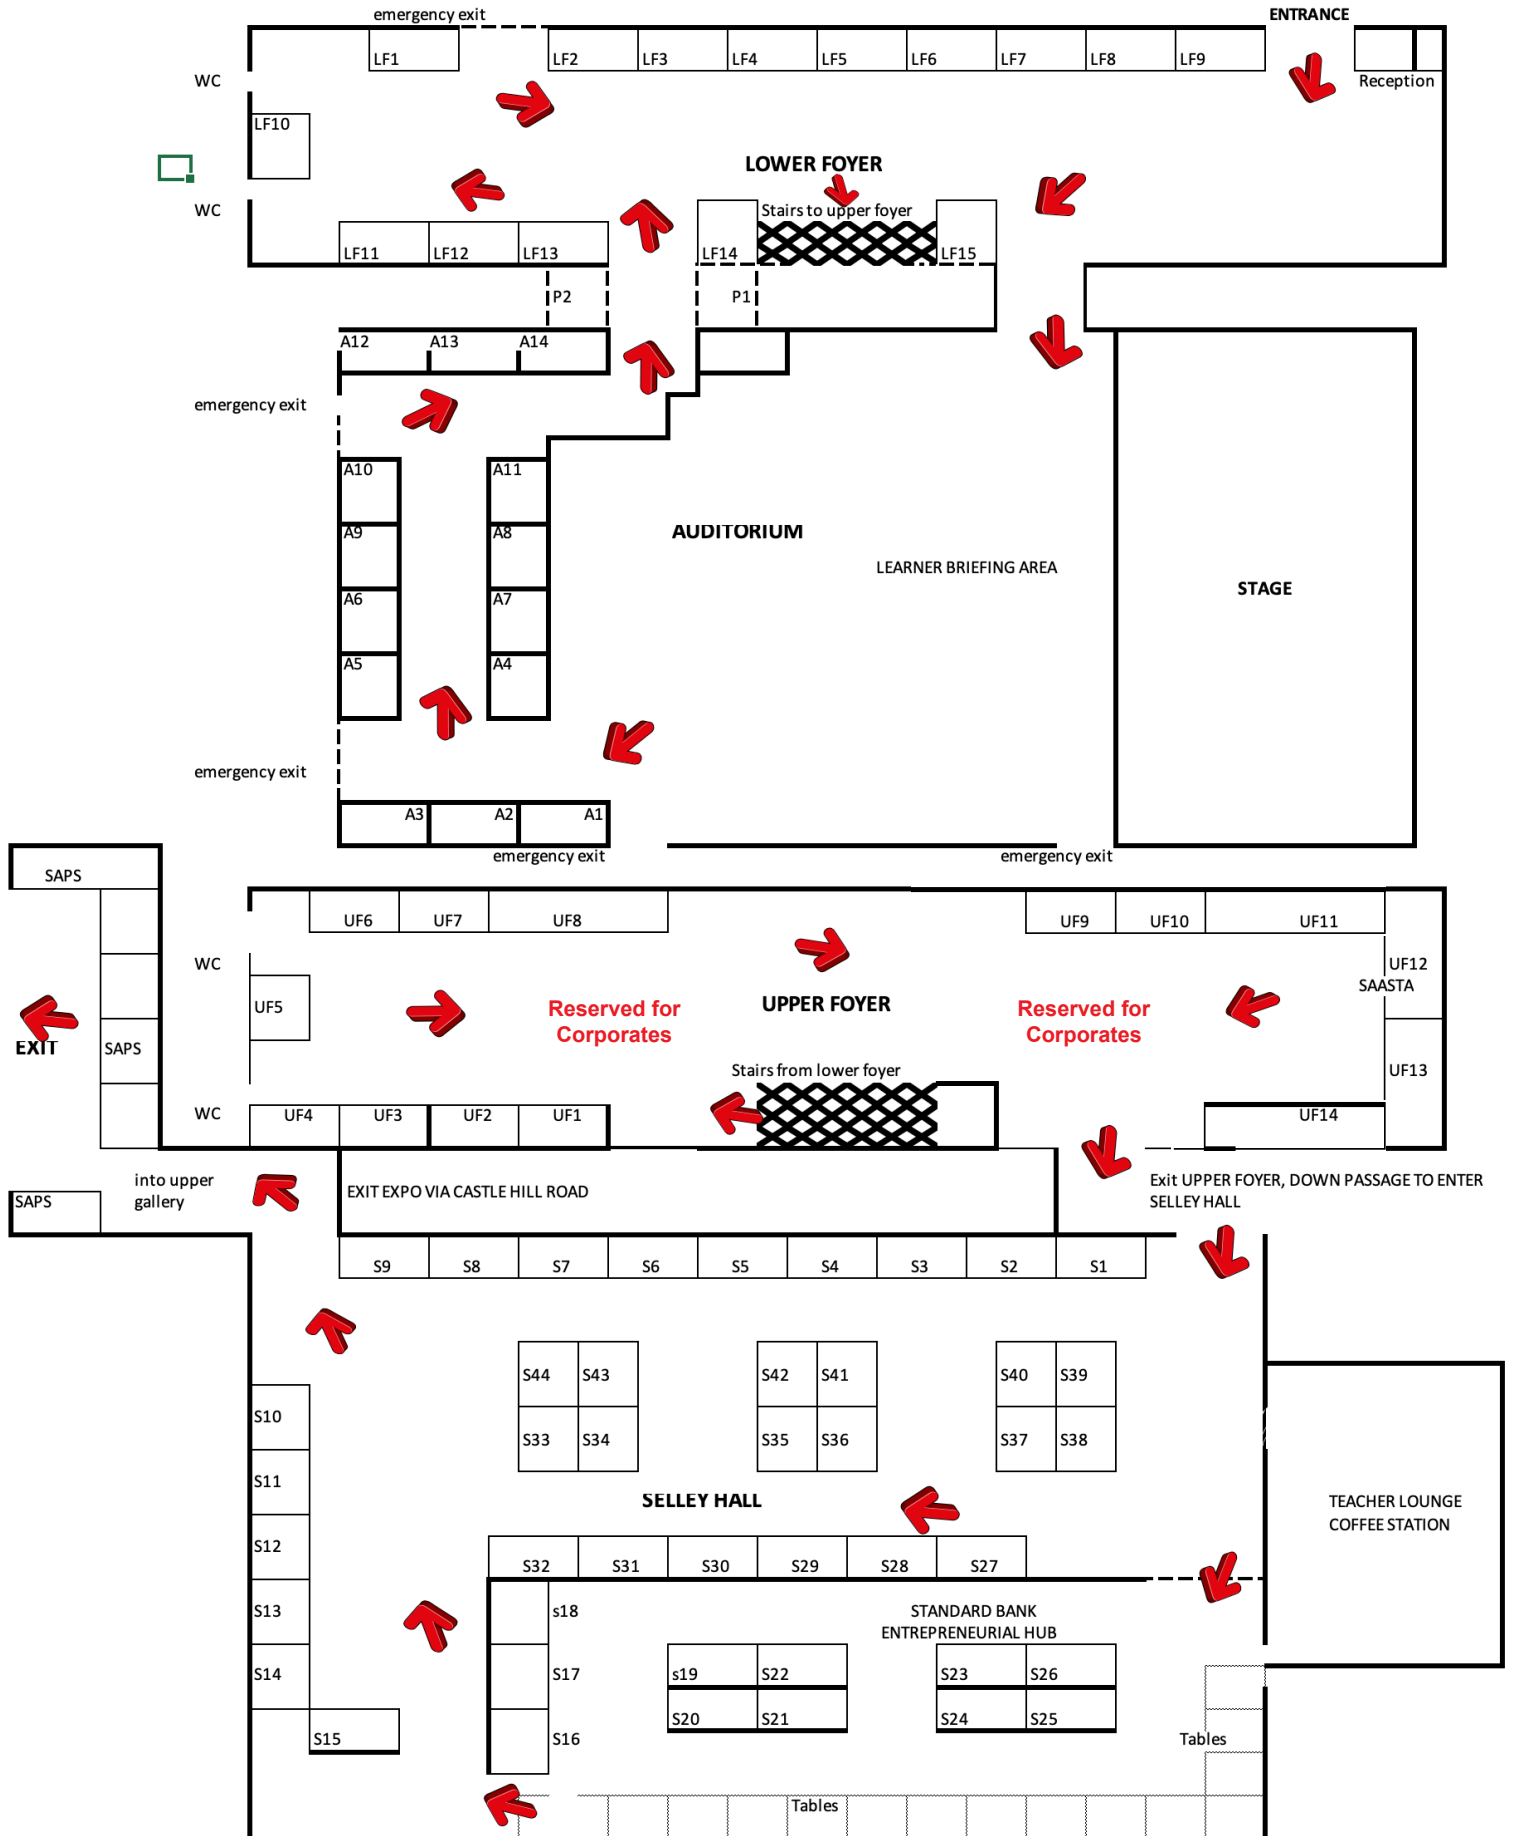 emergency exit
ENTRANCE
LF1
LF2
LF3
LF4
LF5
LF6
LF7
LF8
LF9
WC
Reception
LF10
LOWER FOYER
WC
Stairs to upper foyer
LF11
LF12
LF13
LF14
LF15
P2
P1
A12
A13
A14
emergency exit
A10
A11
A9
A8
AUDITORIUM
LEARNER BRIEFING AREA
STAGE
A6
A7
A5
A4
emergency exit
A3
A2
A1
emergency exit
emergency exit
SAPS
UF6
UF7
UF8
UF9
UF10
UF11
WC
UF12
SAASTA
UF5
Reserved for
Corporates
UPPER FOYER
Reserved for
Corporates
EXIT
SAPS
Stairs from lower foyer
UF13
WC
UF4
UF3
UF2
UF1
UF14
into upper
gallery
EXIT EXPO VIA CASTLE HILL ROAD
Exit UPPER FOYER, DOWN PASSAGE TO ENTER
SELLEY HALL
SAPS
S9
S8
S7
S6
S5
S4
S3
S2
S1
S44
S43
S42
S41
S40
S39
S10
S33
S34
S35
S36
S37
S38
S11
SELLEY HALL
TEACHER LOUNGE
COFFEE STATION
S12
S32
S31
S30
S29
S28
S27
S13
s18
STANDARD BANK
ENTREPRENEURIAL HUB
S14
S17
s19
S22
S23
S26
S20
S21
S24
S25
S15
S16
Tables
Tables